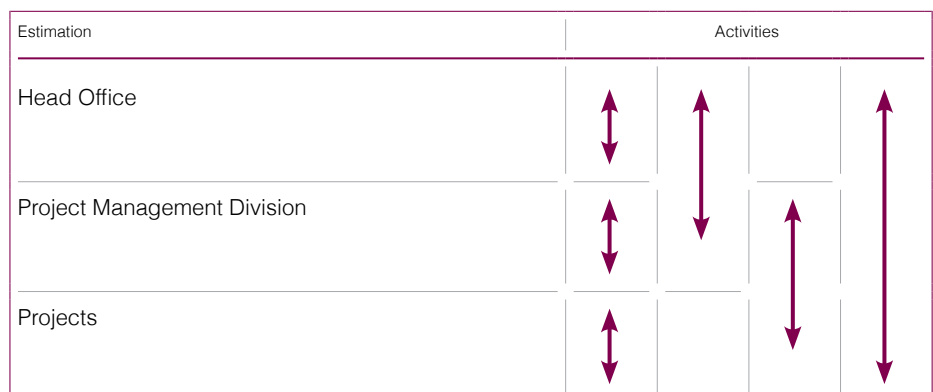 Estimation Activities
Head Office
Project Management Division
Projects